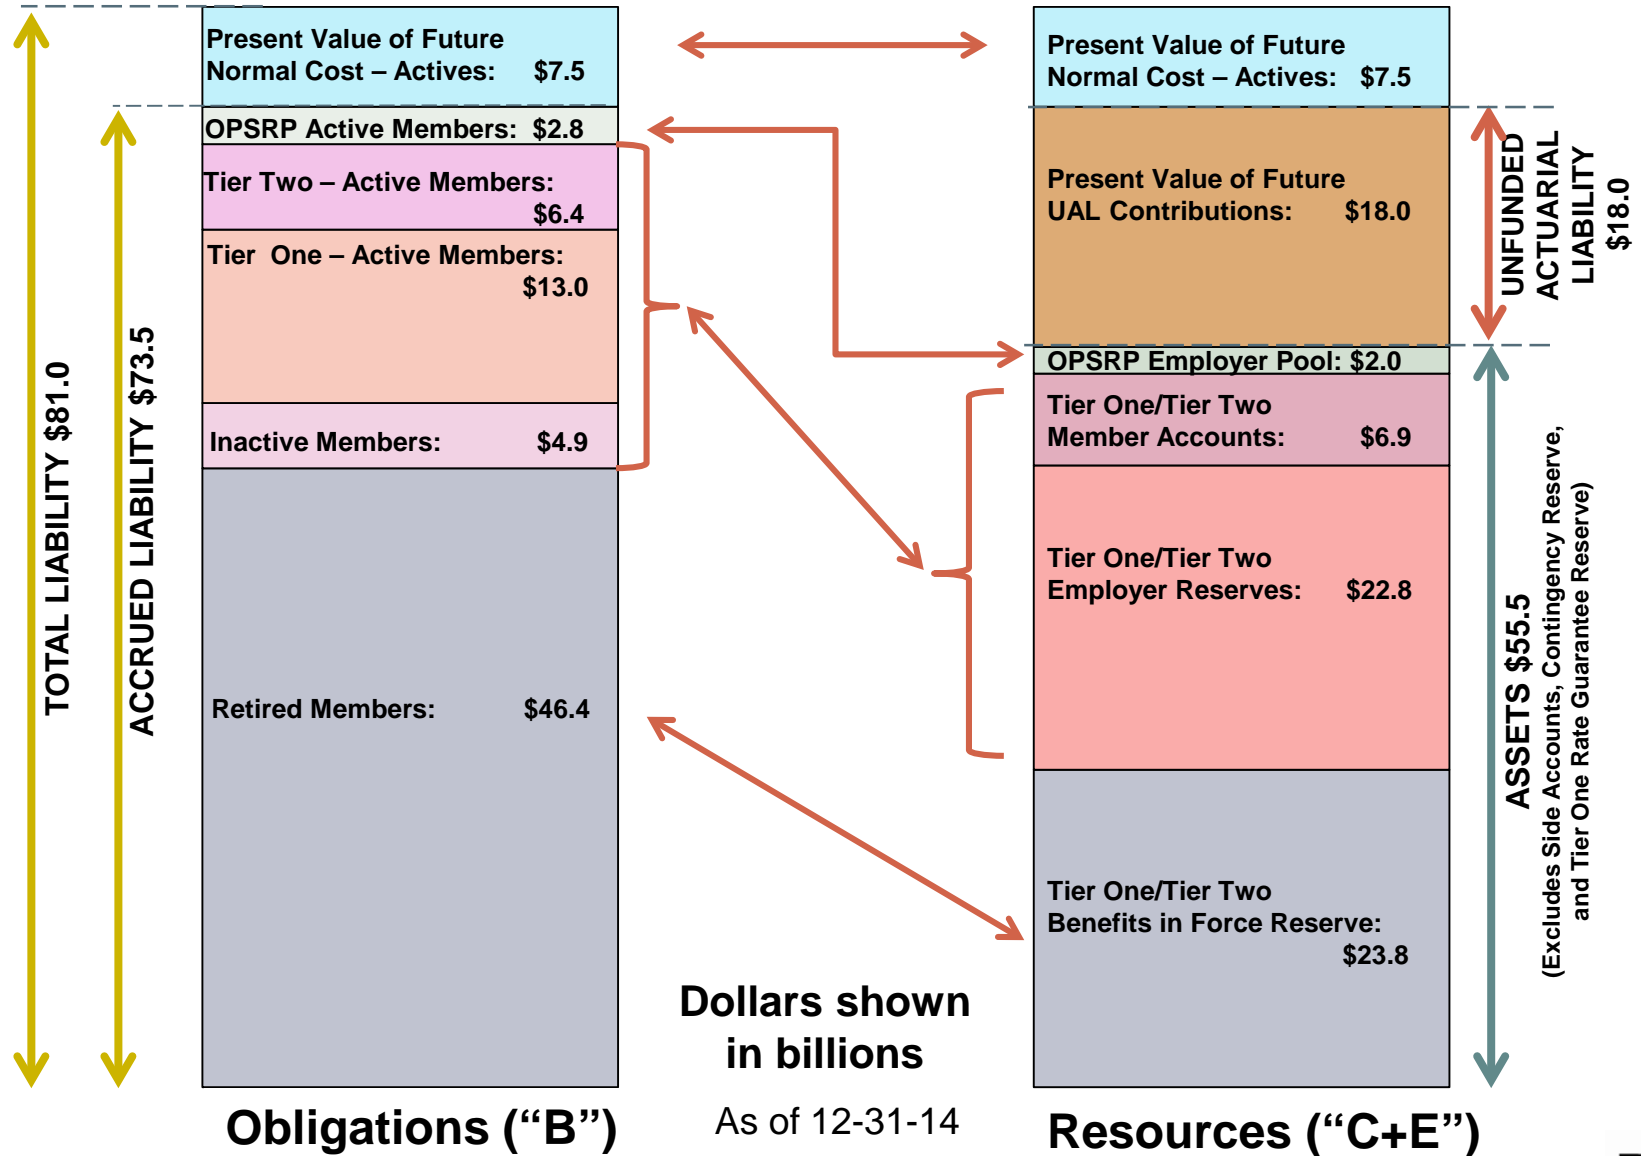 TOTAL LIABILITY $81.0
ACCRUED LIABILITY $73.5
Present Value of Future
Normal Cost – Actives: $7.5
OPSRP Active Members: $2.8
Tier Two – Active Members:
$6.4
Tier One – Active Members:
$13.0
Inactive Members: $4.9
Retired Members: $46.4
Obligations (“B”)
Dollars shown
in billions
As of 12-31-14
Present Value of Future
Normal Cost – Actives: $7.5
Present Value of Future
UAL Contributions: $18.0
OPSRP Employer Pool: $2.0
Tier One/Tier Two
Member Accounts: $6.9
Tier One/Tier Two
Employer Reserves: $22.8
Tier One/Tier Two
Benefits in Force Reserve:
$23.8
Resources (“C+E”)
UNFUNDED
ACTUARIAL
LIABILITY
$18.0
ASSETS $55.5
(Excludes Side Accounts, Contingency Reserve,
and Tier One Rate Guarantee Reserve)